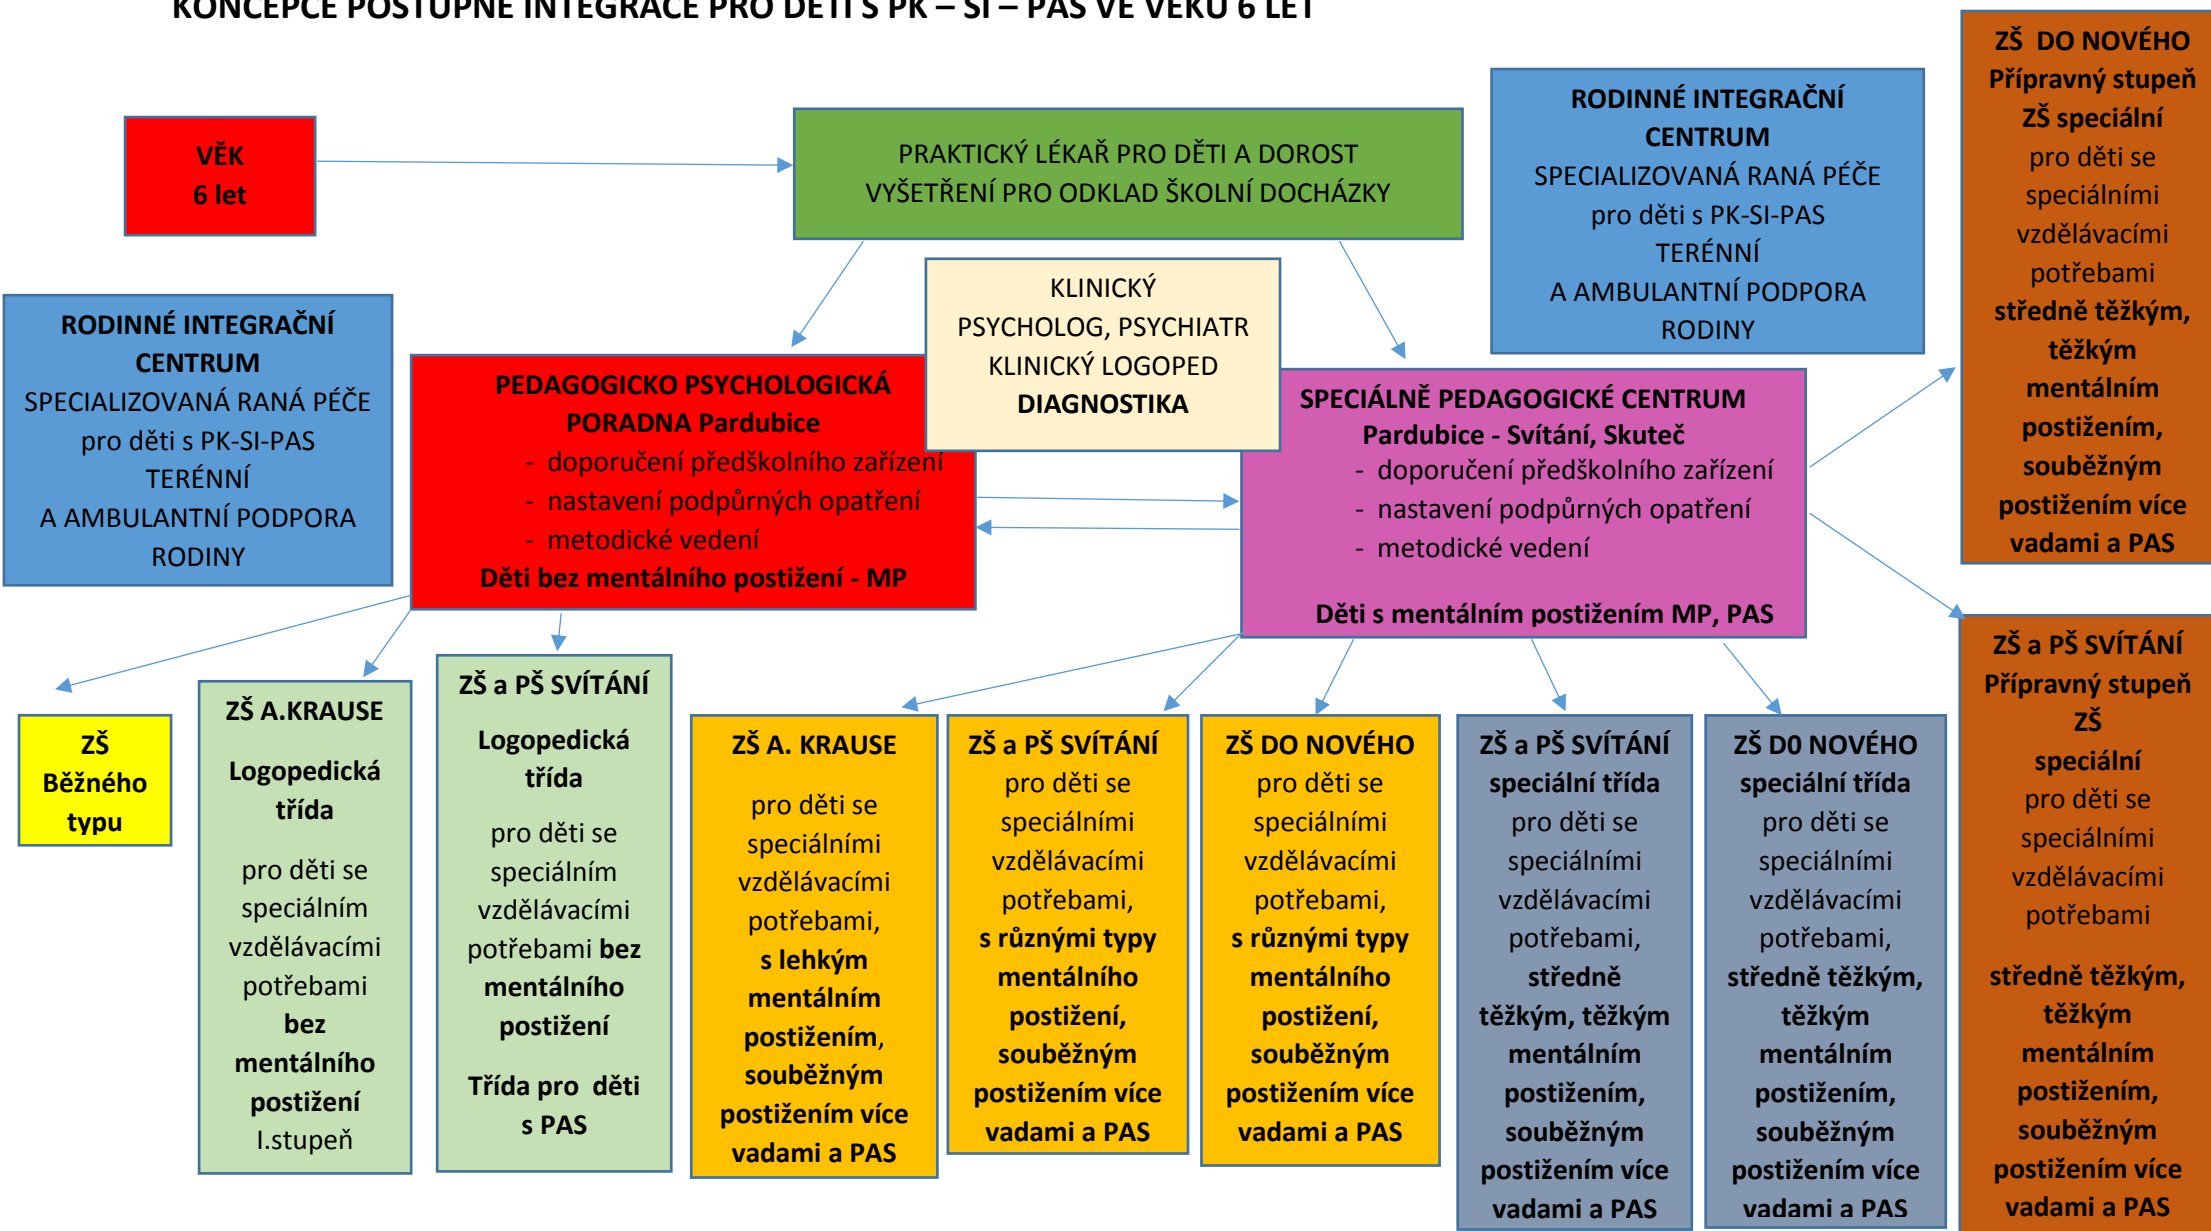 KONCEPCE POSTUPNÉ INTEGRACE PRO DĚTI S PK – SI – PAS VE VĚKU 6 LET
VĚK
6 let
PRAKTICKÝ LÉKAŘ PRO DĚTI A DOROST
VYŠETŘENÍ PRO ODKLAD ŠKOLNÍ DOCHÁZKY
RODINNÉ INTEGRAČNÍ
CENTRUM
SPECIALIZOVANÁ RANÁ PÉČE
pro děti s PK-SI-PAS
TERÉNNÍ
A AMBULANTNÍ PODPORA
RODINY
ZŠ DO NOVÉHO
Přípravný stupeň
ZŠ speciální
pro děti se
speciálními
vzdělávacími
potřebami
středně těžkým,
těžkým
mentálním
postižením,
souběžným
postižením více
vadami a PAS
RODINNÉ INTEGRAČNÍ
CENTRUM
SPECIALIZOVANÁ RANÁ PÉČE
pro děti s PK-SI-PAS
TERÉNNÍ
A AMBULANTNÍ PODPORA
RODINY
KLINICKÝ
PSYCHOLOG, PSYCHIATR
KLINICKÝ LOGOPED
DIAGNOSTIKA
PEDAGOGICKO PSYCHOLOGICKÁ
PORADNA Pardubice
- doporučení předškolního zařízení
- nastavení podpůrných opatření
- metodické vedení
Děti bez mentálního postižení - MP
SPECIÁLNĚ PEDAGOGICKÉ CENTRUM
Pardubice - Svítání, Skuteč
- doporučení předškolního zařízení
- nastavení podpůrných opatření
- metodické vedení
Děti s mentálním postižením MP, PAS
ZŠ
Běžného
typu
ZŠ A.KRAUSE
Logopedická
třída
pro děti se
speciálním
vzdělávacími
potřebami
bez
mentálního
postižení
I.stupeň
ZŠ a PŠ SVÍTÁNÍ
Logopedická
třída
pro děti se
speciálním
vzdělávacími
potřebami bez
mentálního
postižení
Třída pro děti
s PAS
ZŠ A. KRAUSE
pro děti se
speciálními
vzdělávacími
potřebami,
s lehkým
mentálním
postižením,
souběžným
postižením více
vadami a PAS
ZŠ a PŠ SVÍTÁNÍ
pro děti se
speciálními
vzdělávacími
potřebami,
s různými typy
mentálního
postižení,
souběžným
postižením více
vadami a PAS
ZŠ DO NOVÉHO
pro děti se
speciálními
vzdělávacími
potřebami,
s různými typy
mentálního
postižení,
souběžným
postižením více
vadami a PAS
ZŠ a PŠ SVÍTÁNÍ
speciální třída
pro děti se
speciálními
vzdělávacími
potřebami,
středně
těžkým, těžkým
mentálním
postižením,
souběžným
postižením více
vadami a PAS
ZŠ D0 NOVÉHO
speciální třída
pro děti se
speciálními
vzdělávacími
potřebami,
středně těžkým,
těžkým
mentálním
postižením,
souběžným
postižením více
vadami a PAS
ZŠ a PŠ SVÍTÁNÍ
Přípravný stupeň
ZŠ
speciální
pro děti se
speciálními
vzdělávacími
potřebami
středně těžkým,
těžkým
mentálním
postižením,
souběžným
postižením více
vadami a PAS